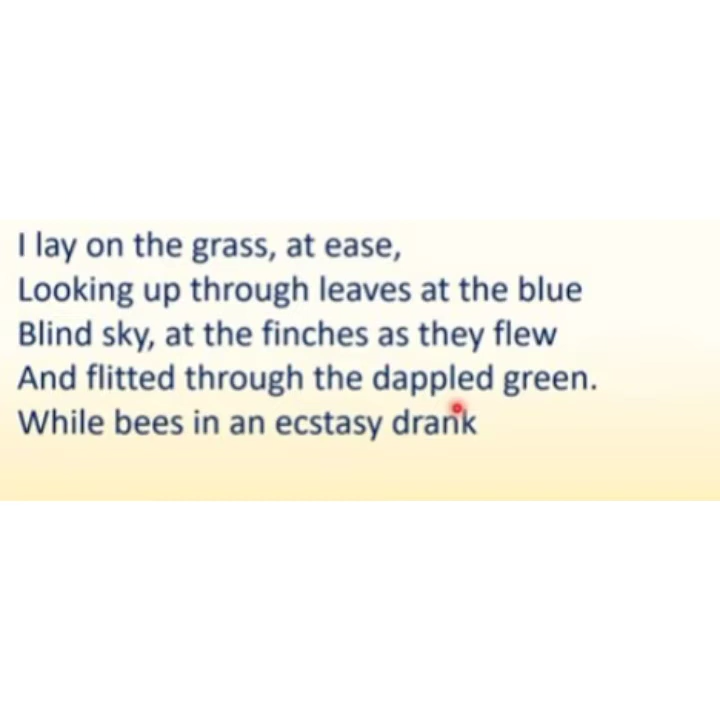 I lay on the grass, at ease,
Looking up through leaves at the blue
Blind sky, at the finches as they flew
And flitted through the dappled green.
While bees in an ecstasy drank